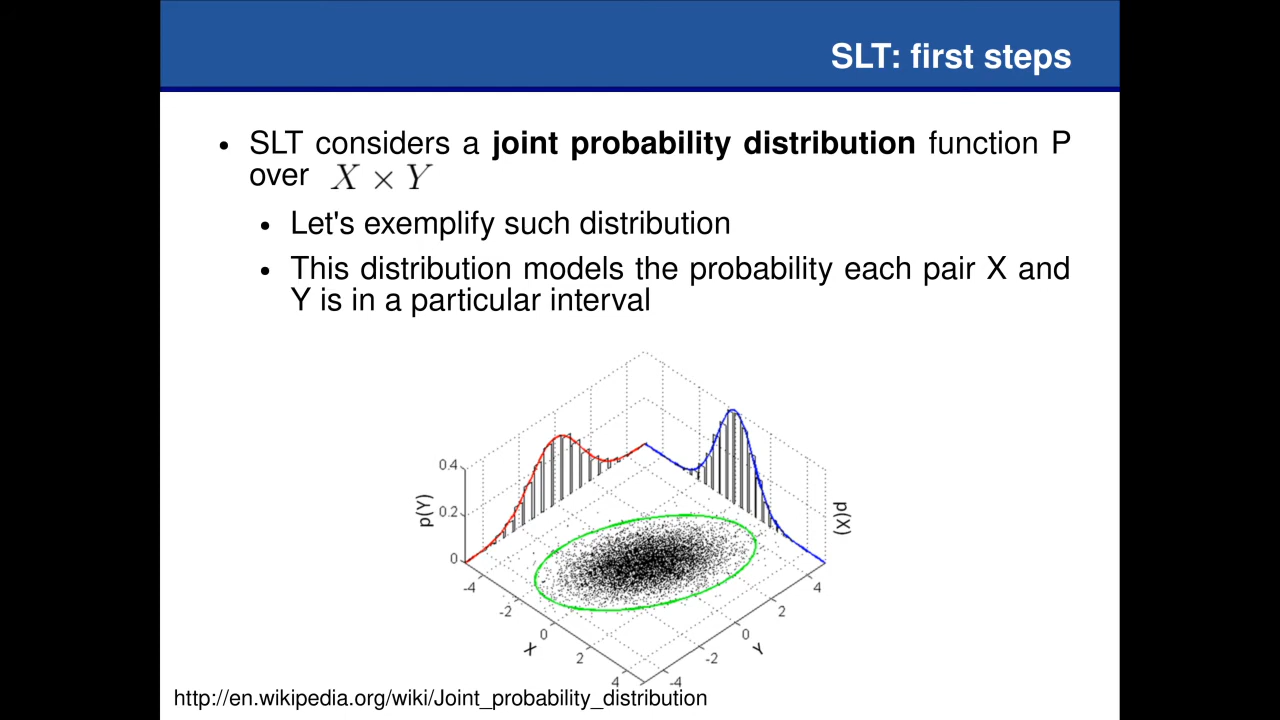 SLT: first steps
• SLT considers a joint probability distribution function P
over X × Y
• Let's exemplify such distribution
• This distribution models the probability each pair X and
Y is in a particular interval
0.4
0.2
0
p(Y)
p(X)
-4
-2
0
2
4
X
-4
-2
0
2
4
Y
http://en.wikipedia.org/wiki/Joint_probability_distribution